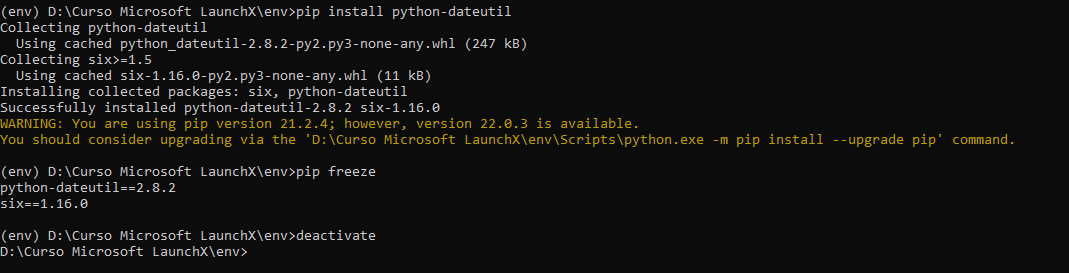 (env) D:\Curso Microsoft LaunchX\env>pip install python-dateutil
Collecting python-dateutil
  Using cached python_dateutil-2.8.2-py2.py3-none-any.whl (247 kB)
Collecting six>=1.5
  Using cached six-1.16.0-py2.py3-none-any.whl (11 kB)
Installing collected packages: six, python-dateutil
Successfully installed python-dateutil-2.8.2 six-1.16.0
WARNING: You are using pip version 21.2.4; however, version 22.0.3 is available.
You should consider upgrading via the 'D:\Curso Microsoft LaunchX\env\Scripts\python.exe -m pip install --upgrade pip' command.

(env) D:\Curso Microsoft LaunchX\env>pip freeze
python-dateutil==2.8.2
six==1.16.0

(env) D:\Curso Microsoft LaunchX\env>deactivate
D:\Curso Microsoft LaunchX\env>